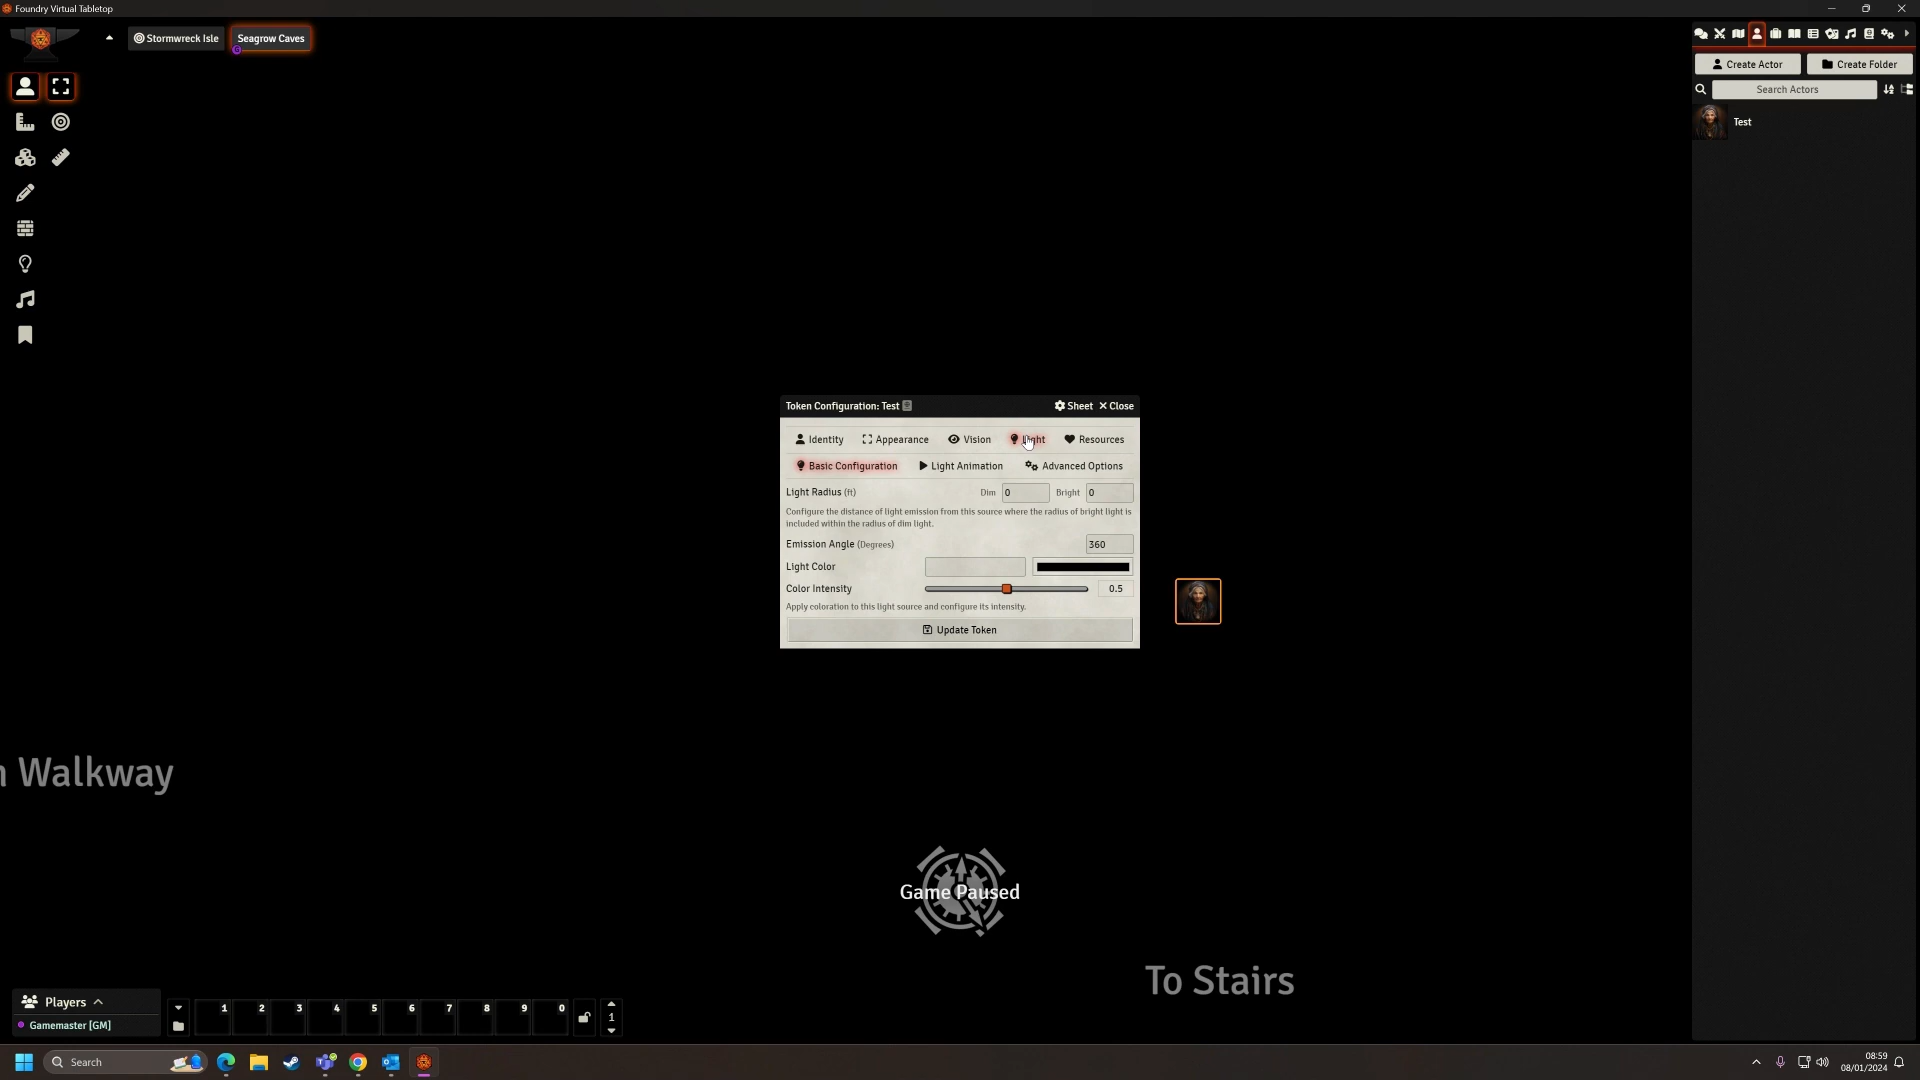 Foundry Virtual Tabletop
Stormwreck Isle
Seagrow Caves
G
Create Actor
Create Folder
Search Actors
Test
Token Configuration: Test
Sheet
Close
Identity
Appearance
Vision
Light
Resources
Basic Configuration
Light Animation
Advanced Options
Light Radius (ft)
Dim
0
Bright
0
Configure the distance of light emission from this source where the radius of bright light is
included within the radius of dim light.
Emission Angle (Degrees)
360
Light Color
Color Intensity
0.5
Apply coloration to this light source and configure its intensity.
Update Token
Walkway
Game Paused
To Stairs
Players
Gamemaster [GM]
1
2
3
4
5
6
7
8
9
0
1
Search
08:59
08/01/2024